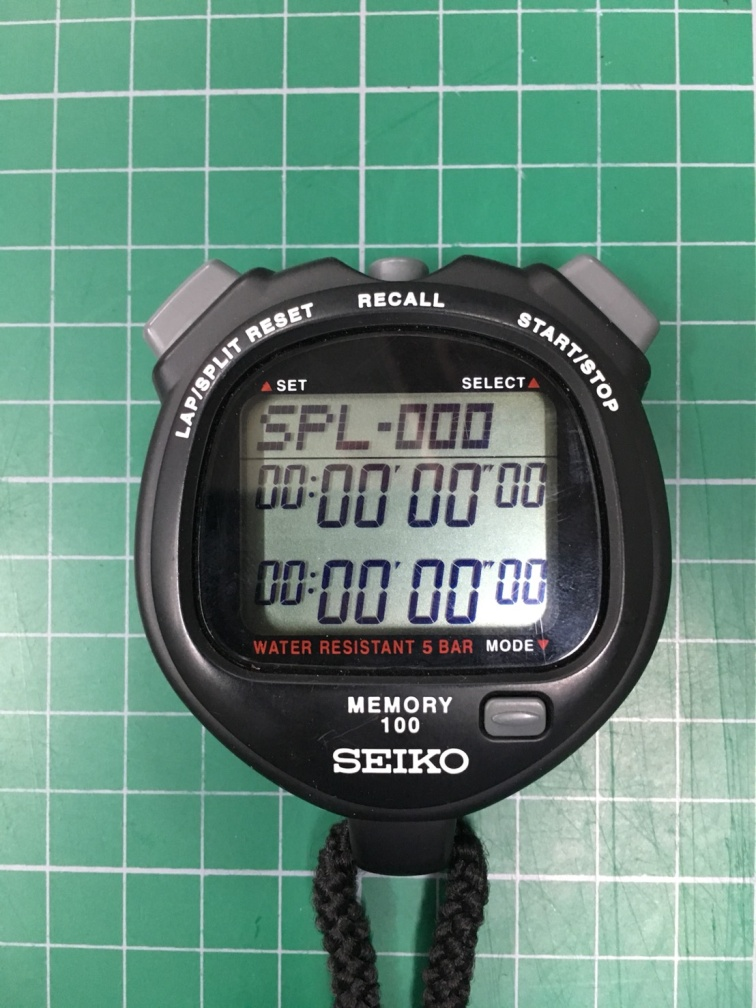 LAP/SPLIT RESET
RECALL
START/STOP
▲SET
SELECT▲
SPL-000
00:00'00"00
00:00'00"00
WATER RESISTANT 5 BAR
MODE▼
MEMORY
100
SEIKO